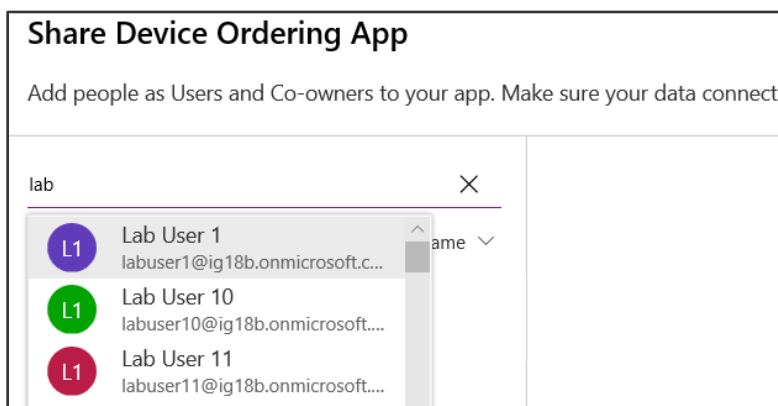 Share Device Ordering App
Add people as Users and Co-owners to your app. Make sure your data connect
lab
ame
L1
Lab User 1
labuser1@ig18b.onmicrosoft.c...
L1
Lab User 10
labuser10@ig18b.onmicrosoft....
L1
Lab User 11
labuser11@ig18b.onmicrosoft....